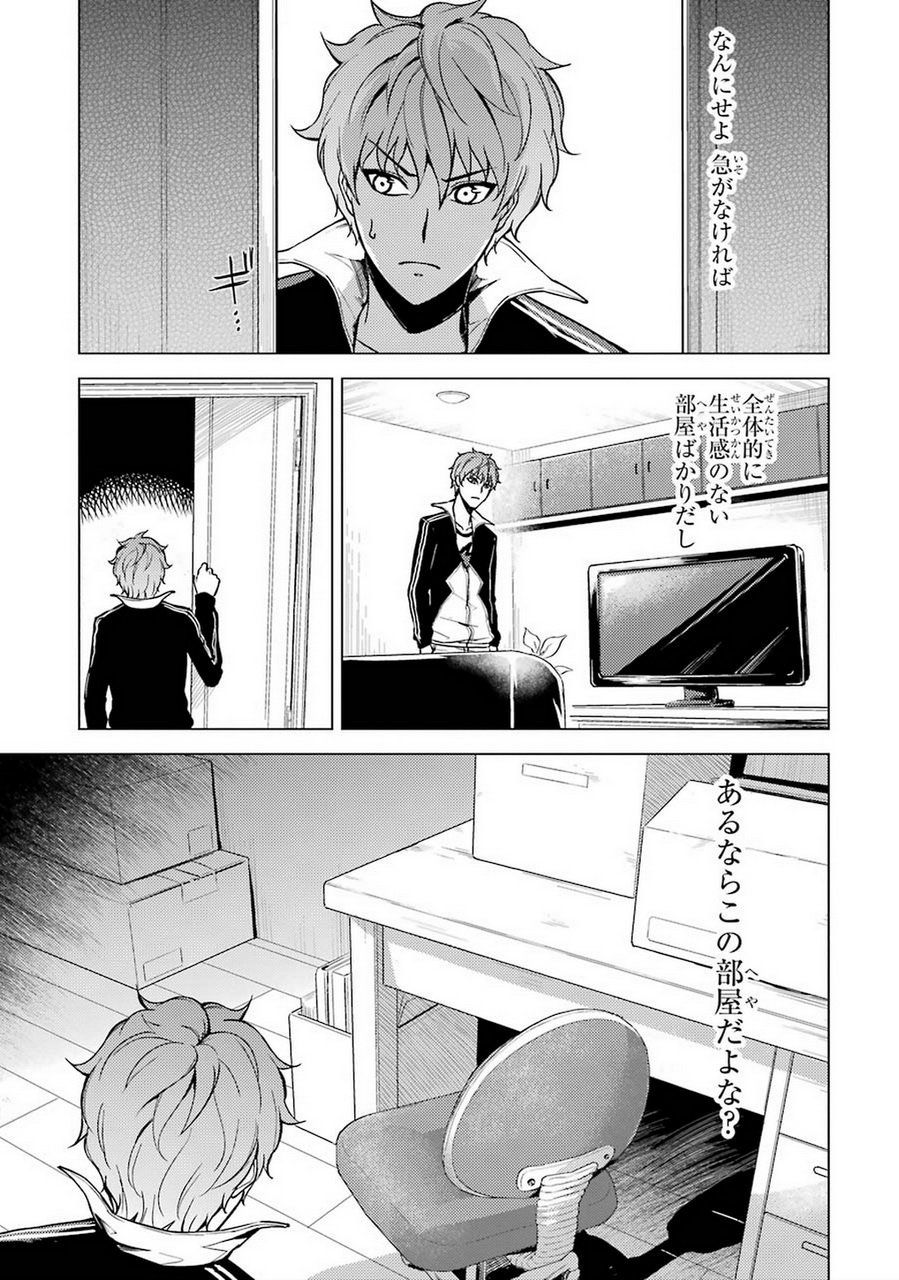 なんにせよ
急がなければ
ギ…
全体的に
生活感のない
部屋ばかりだし
あるならこの部屋だよな?